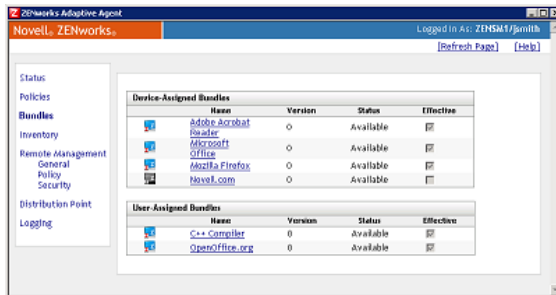 ZENworks Adaptive Agent
Novell® ZENworks®
Logged In As: ZENSM1/jsmith
[Refresh Page] [Help]
Status
Policies
Bundles
Inventory
Remote Management
General
Policy
Security
Distribution Point
Logging
Device-Assigned Bundles
Name Version Status Effective
Adobe Acrobat
Reader 0 Available
Microsoft
Office 0 Available
Mozilla Firefox 0 Available
Novell.com 0 Available
User-Assigned Bundles
Name Version Status Effective
C++ Compiler 0 Available
OpenOffice.org 0 Available